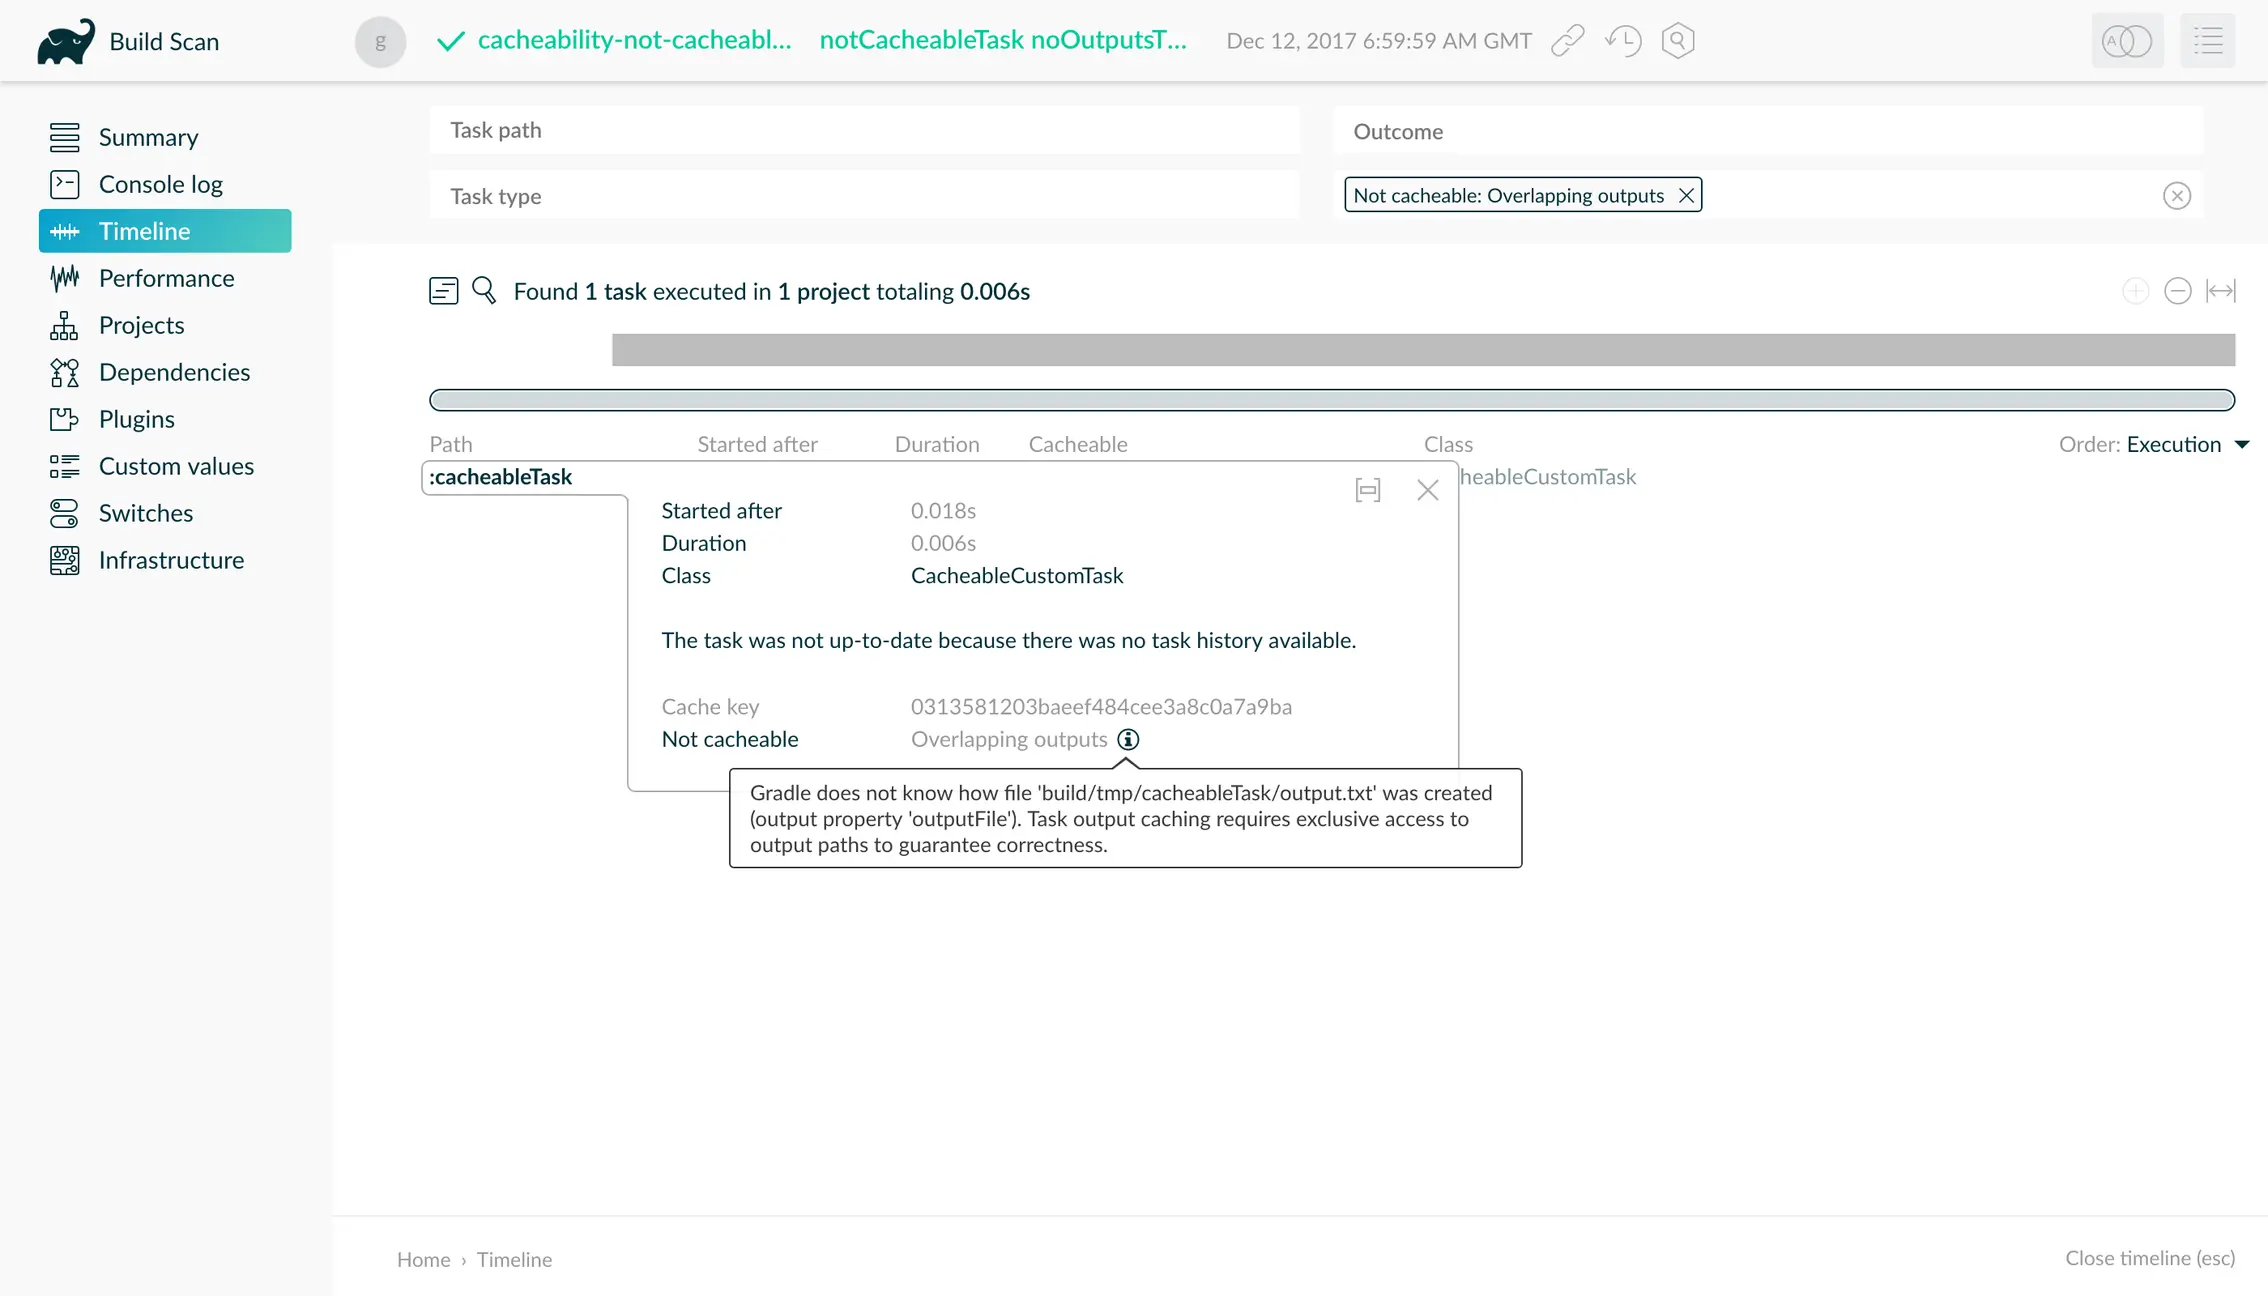 Build Scan
g
cacheability-not-cacheabl...
notCacheableTask noOutputsT...
Dec 12, 2017 6:59:59 AM GMT
A
Summary
Console log
Timeline
Performance
Projects
Dependencies
Plugins
Custom values
Switches
Infrastructure
Task path
Outcome
Task type
Not cacheable: Overlapping outputs
Found 1 task executed in 1 project totaling 0.006s
Path Started after Duration Cacheable Class
Order: Execution
:cacheableTask
heableCustomTask
Started after 0.018s
Duration 0.006s
Class CacheableCustomTask
The task was not up-to-date because there was no task history available.
Cache key 0313581203baeef484cee3a8c0a7a9ba
Not cacheable Overlapping outputs
Gradle does not know how file 'build/tmp/cacheableTask/output.txt' was created
(output property 'outputFile'). Task output caching requires exclusive access to
output paths to guarantee correctness.
Home › Timeline
Close timeline (esc)